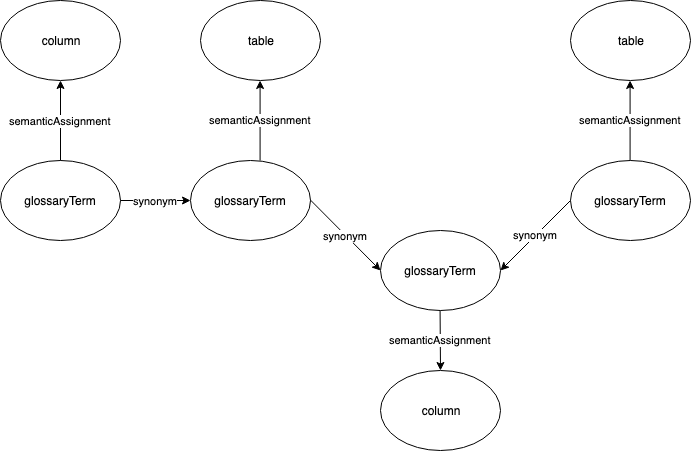 column
table
table
semanticAssignment
semanticAssignment
semanticAssignment
glossaryTerm
synonym
glossaryTerm
glossaryTerm
synonym
synonym
glossaryTerm
semanticAssignment
column